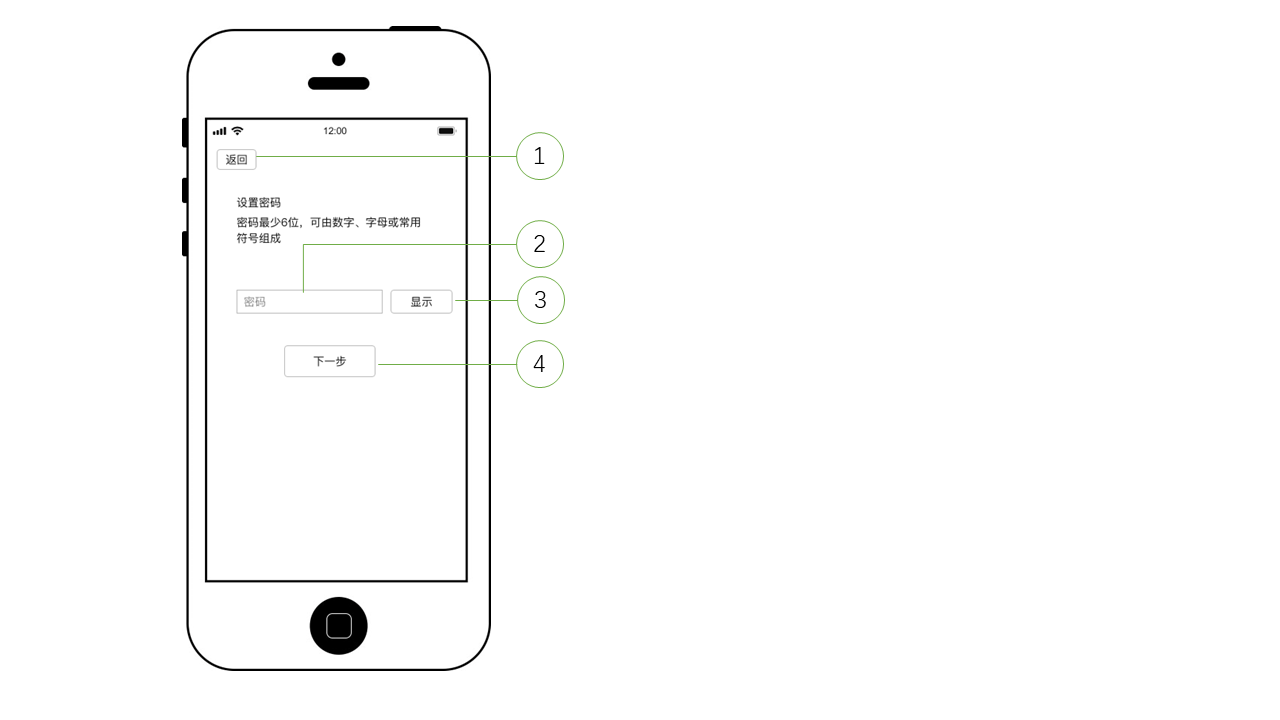 12:00
返回
1
设置密码
密码最少6位，可由数字、字母或常用
符号组成
2
密码
显示
3
下一步
4